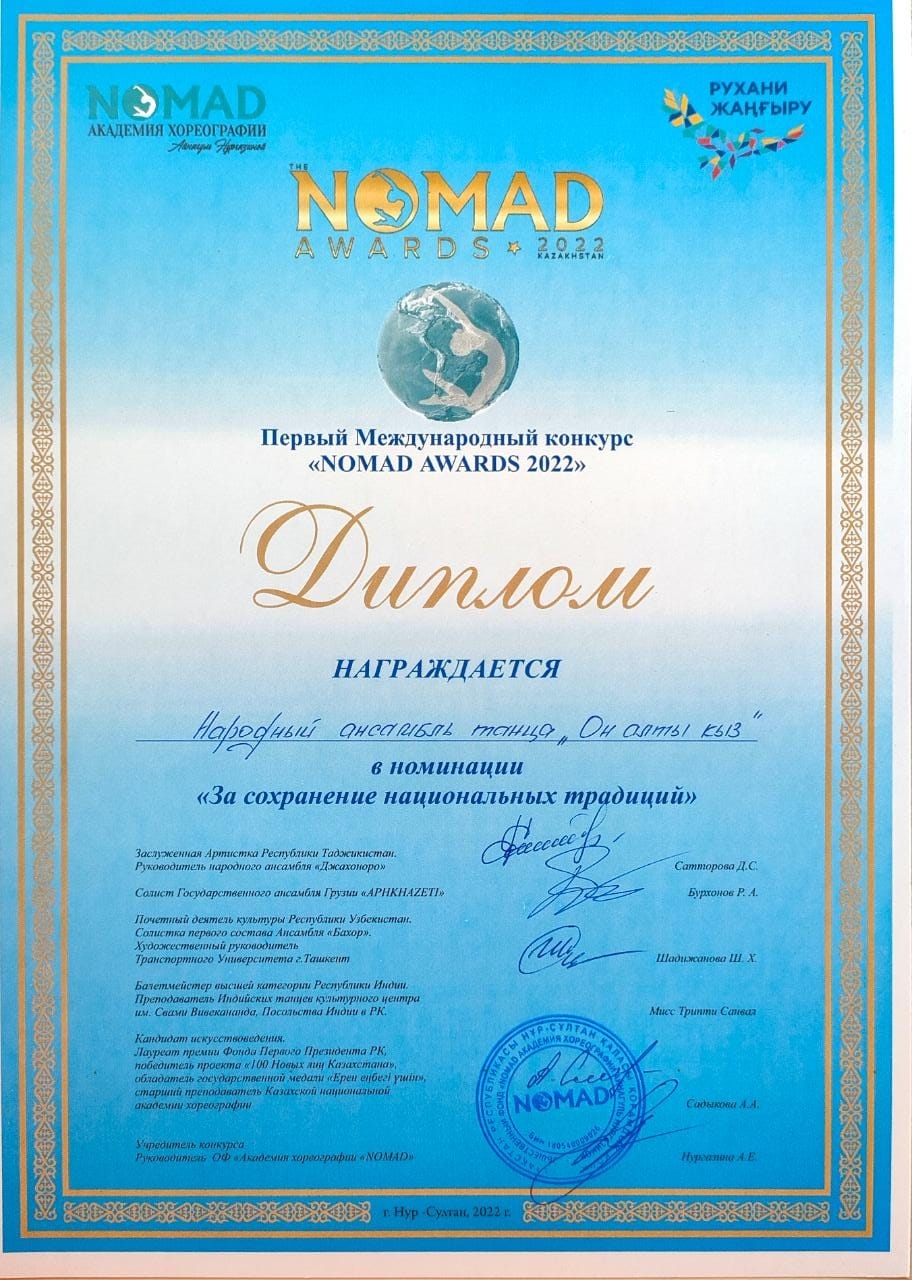 NOMAD
АКАДЕМИЯ ХОРЕОГРАФИИ
РУХАНИ
ЖАҢҒЫРУ
THE
NOMAD
AWARDS 2022
KAZAKHSTAN
Первый Международный конкурс
«NOMAD AWARDS 2022»
Диплом
НАГРАЖДАЕТСЯ
Народный ансамбль танца „Он алты кыз"
в номинации
«За сохранение национальных традиций»
Заслуженная Артистка Республики Таджикистан.
Руководитель народного ансамбля «Джахоноро»
Сатторова Д.С.
Солист Государственного ансамбля Грузии «APHKHAZETI»
Бурхонов Р. А.
Почетный деятель культуры Республики Узбекистан.
Солистка первого состава Ансамбля «Бахор».
Художественный руководитель
Транспортного Университета г.Ташкент
Шадижанова Ш. Х.
Балетмейстер высшей категории Республики Индии.
Преподаватель Индийских танцев культурного центра
им. Свами Вивекананда, Посольства Индии в РК.
Мисс Трипти Санвал
Кандидат искусствоведения.
Лауреат премии Фонда Первого Президента РК,
победитель проекта «100 Новых лиц Казахстана»,
обладатель государственной медали «Ерен еңбегі үшін»,
старший преподаватель Казахской национальной
академии хореографии
Садыкова А.А.
NOMAD
Учредитель конкурса
Руководитель ОФ «Академия хореографии «NOMAD»
Нургазина А.Е.
г. Нур -Султан, 2022 г.